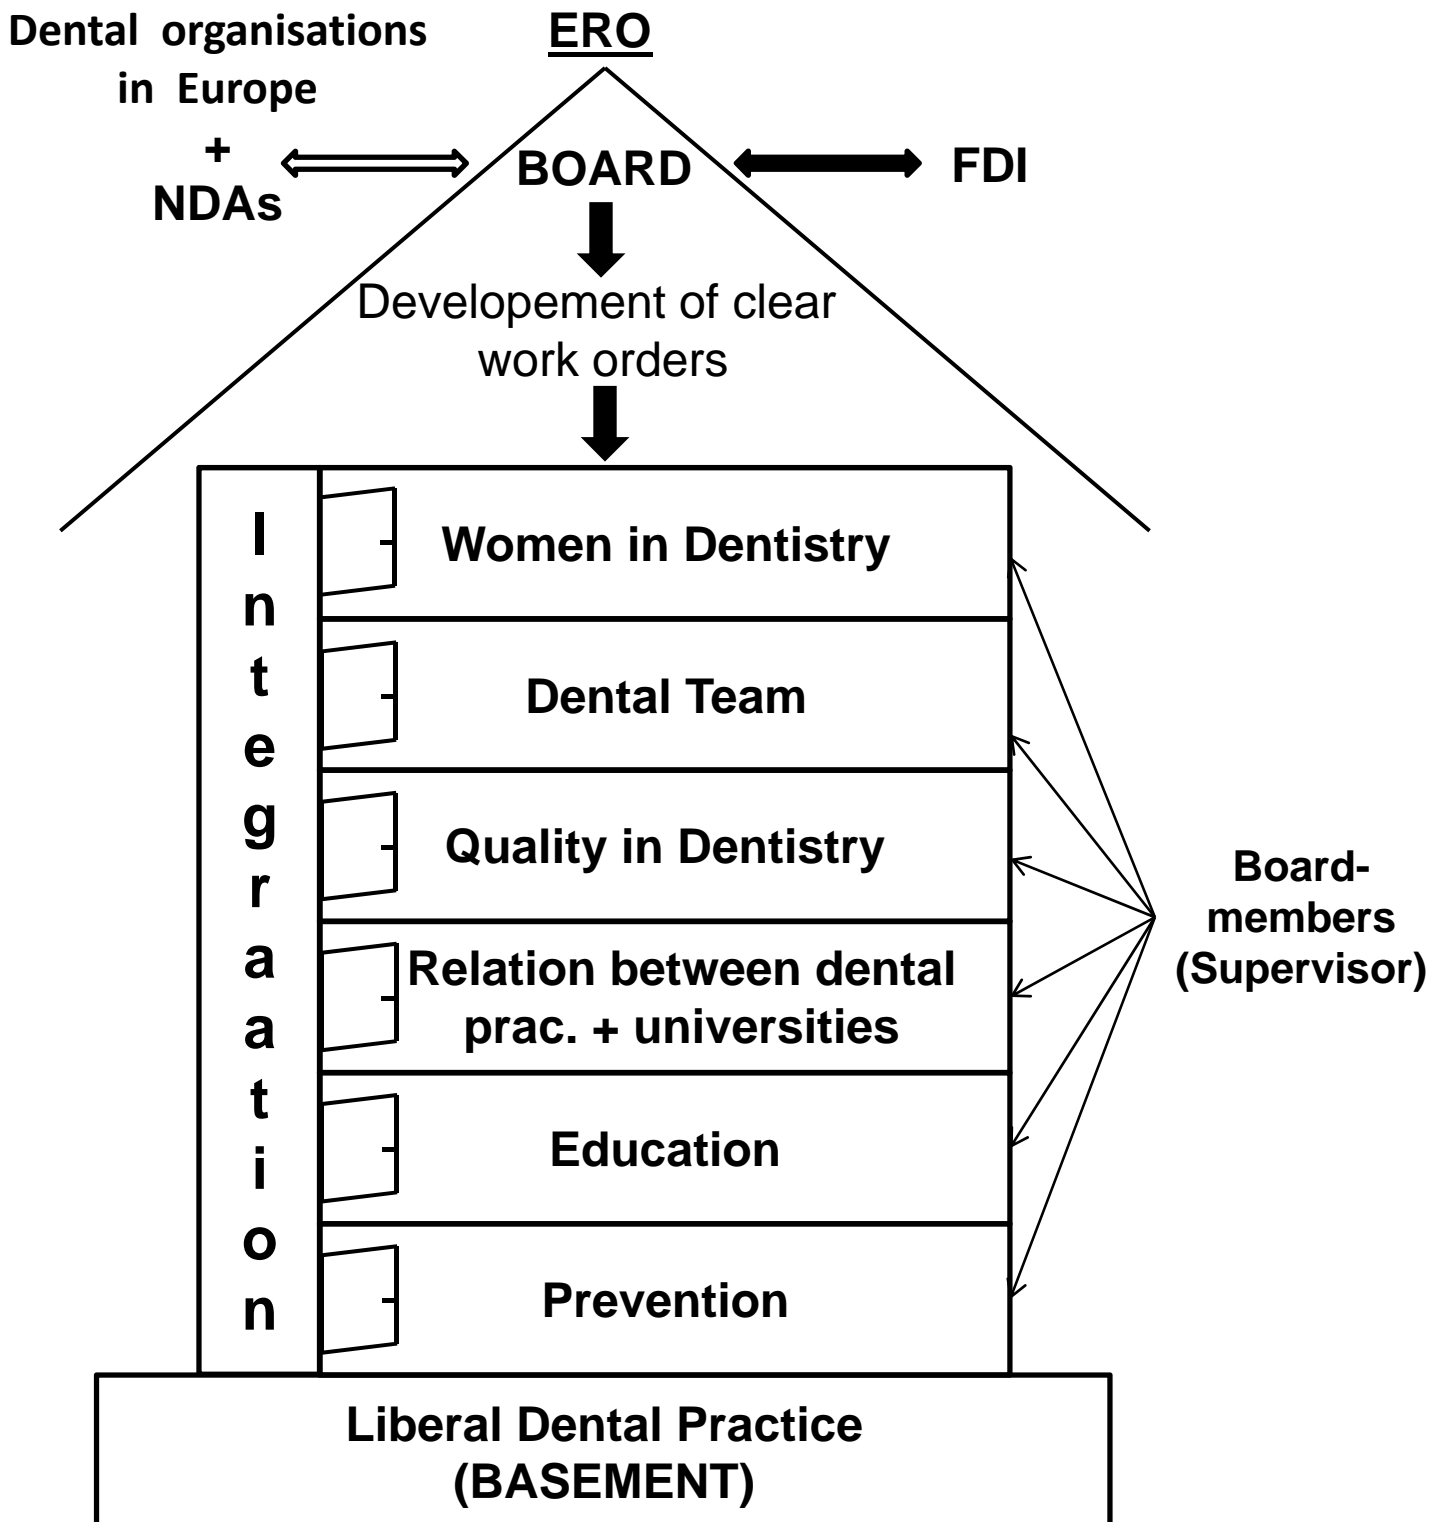 Dental organisations
in Europe
+
NDAs
ERO
BOARD
FDI
Developement of clear
work orders
Integraation
Women in Dentistry
Dental Team
Quality in Dentistry
Relation between dental
prac. + universities
Education
Prevention
Board-
members
(Supervisor)
Liberal Dental Practice
(BASEMENT)